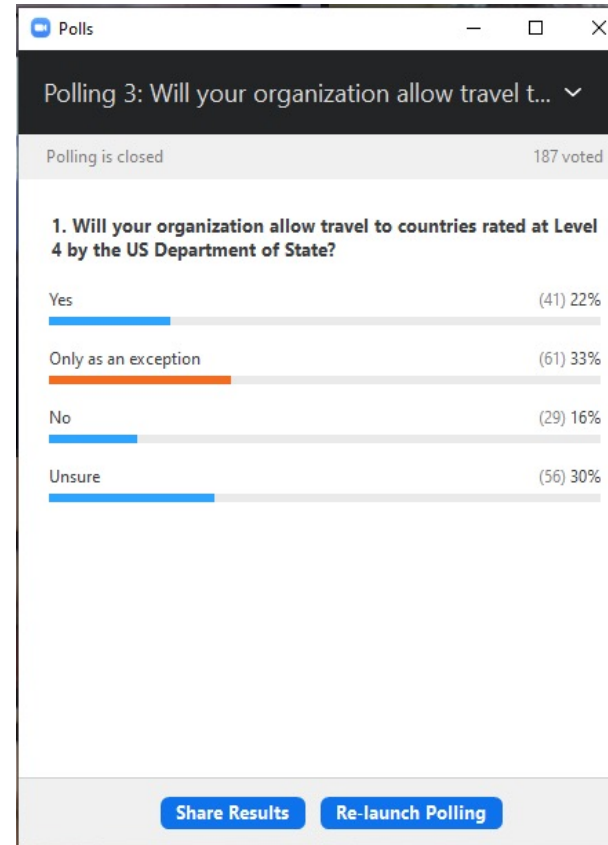 Polls
Polling 3: Will your organization allow travel t...
Polling is closed 187 voted
1. Will your organization allow travel to countries rated at Level
4 by the US Department of State?
Yes (41) 22%
Only as an exception (61) 33%
No (29) 16%
Unsure (56) 30%
Share Results Re-launch Polling